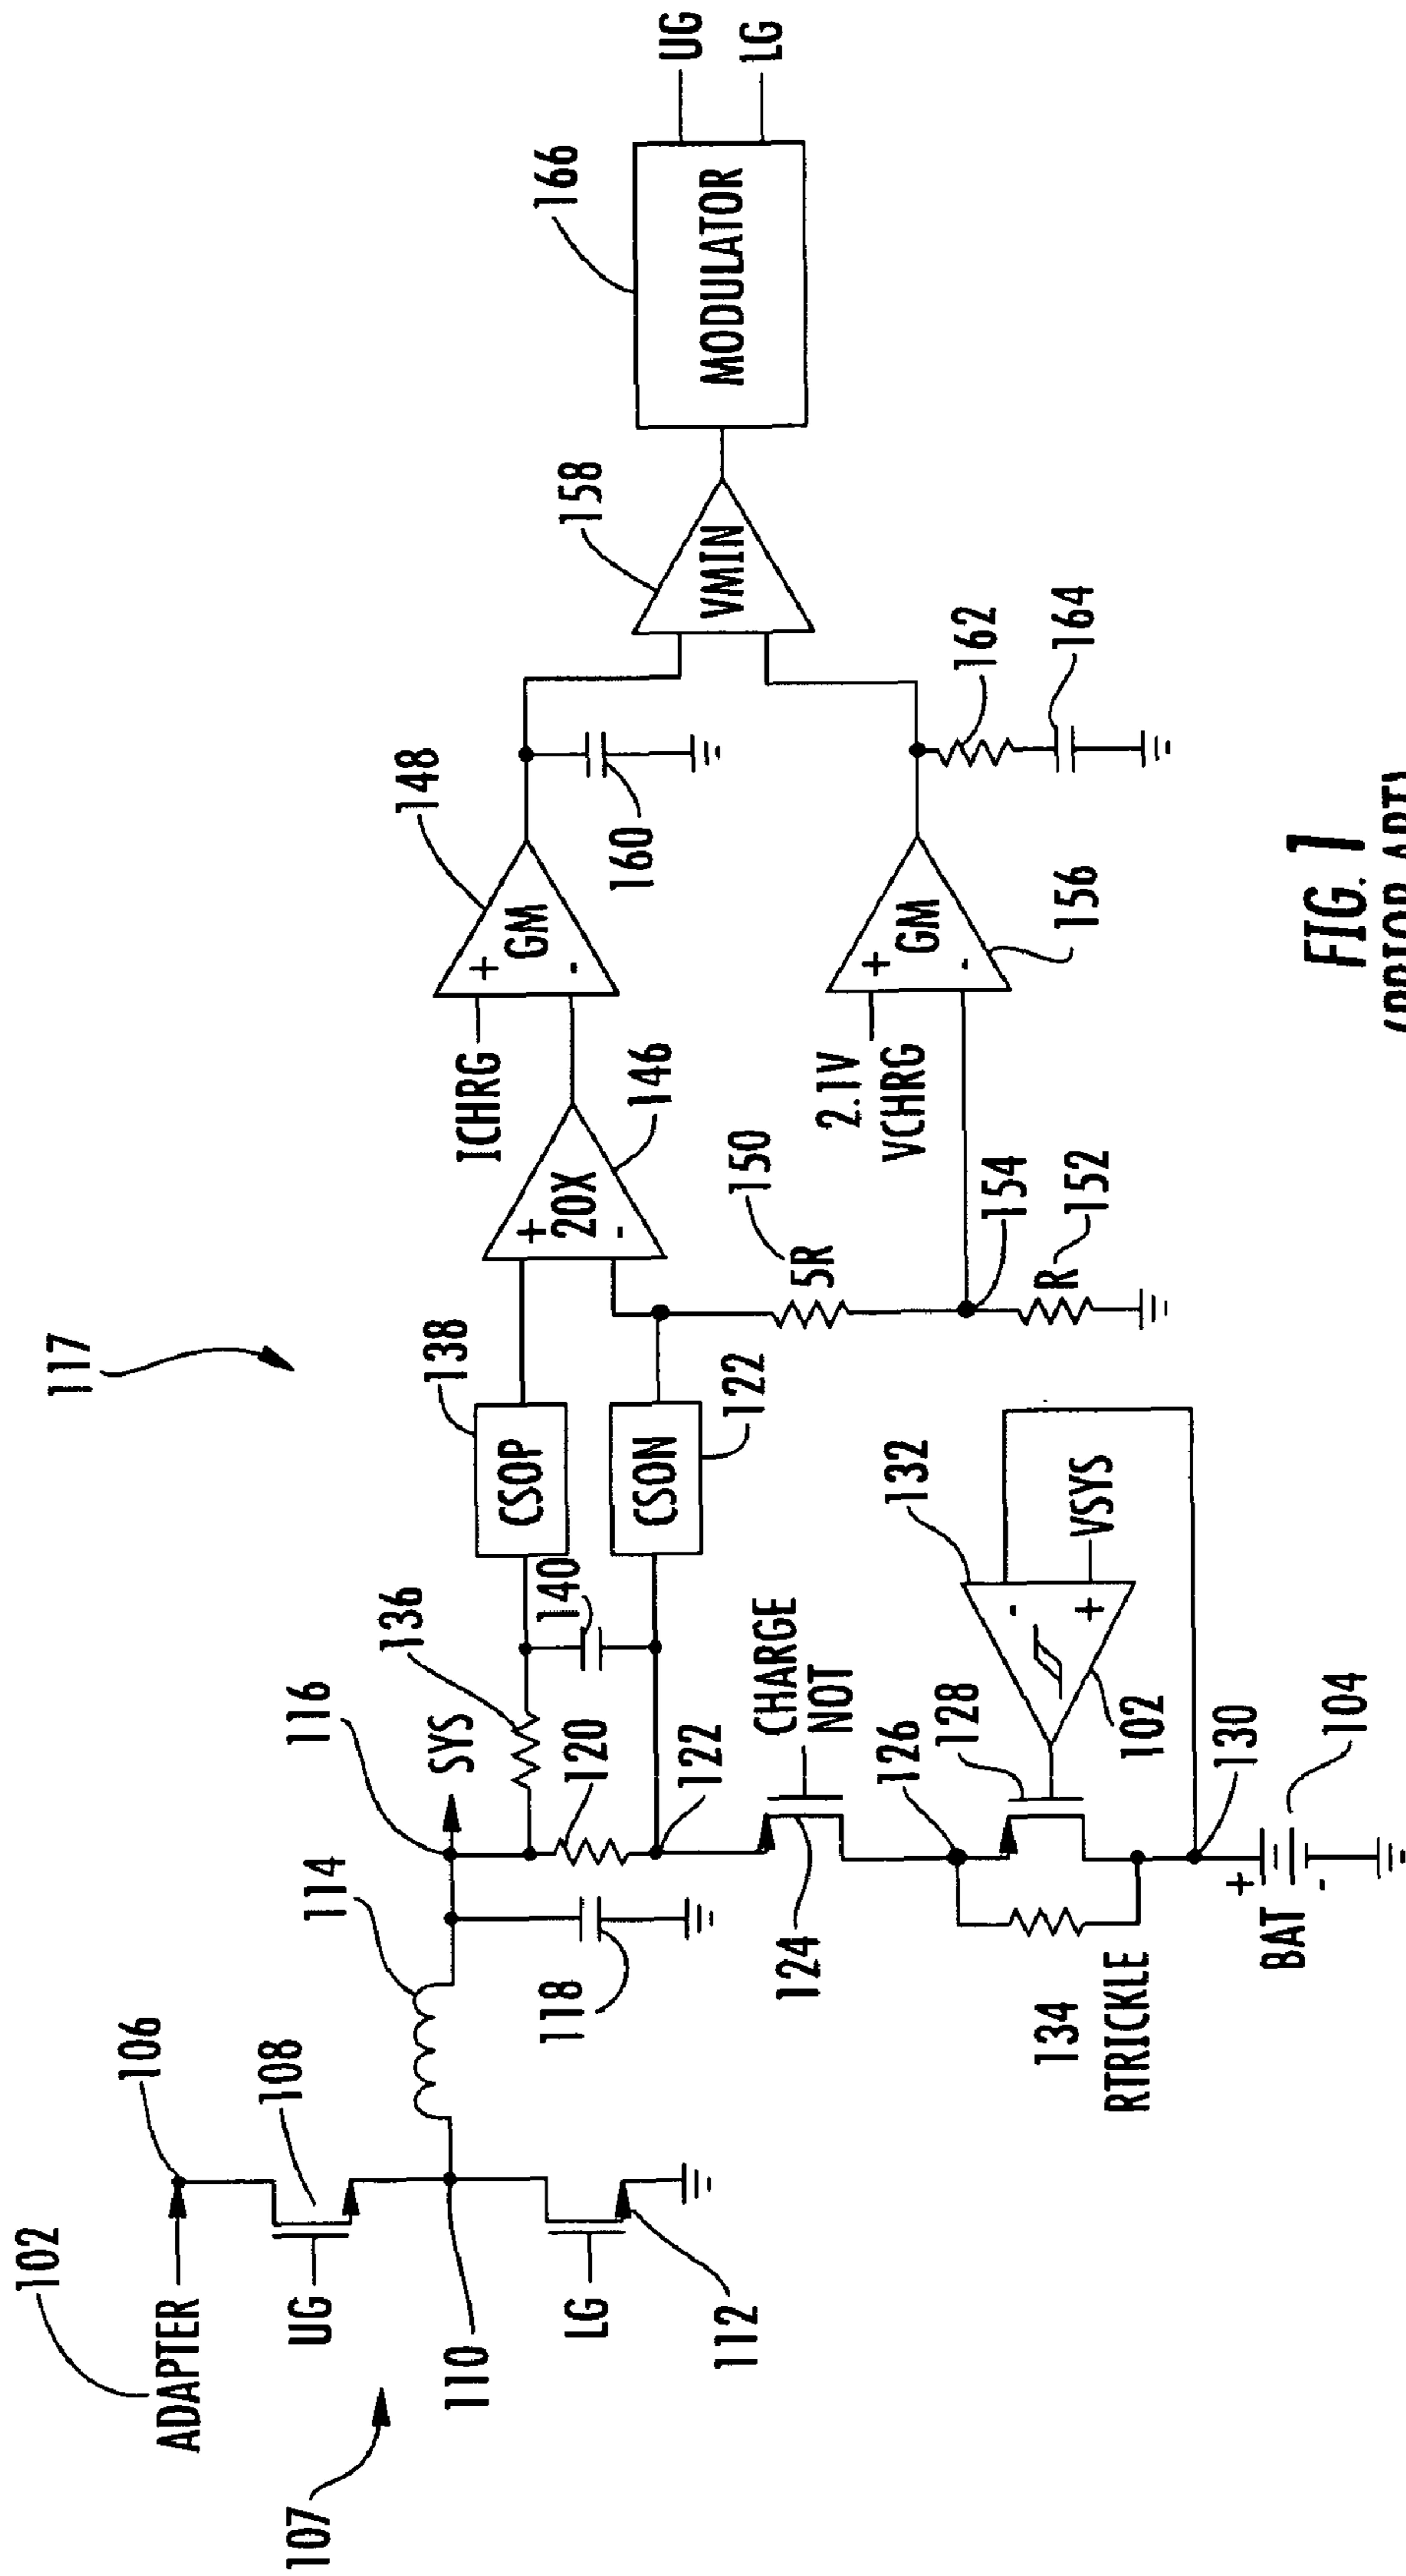 117
102
ADAPTER
106
108
UG
107
110
LG
112
114
116
SYS
118
136
120
140
122
138
CSOP
CSON
122
+
20X
-
146
ICHRG
+
GM
-
148
160
150
5R
154
R
152
2.1V
VCHRG
+
GM
-
156
162
164
158
VMIN
166
MODULATOR
UG
LG
CHARGE
NOT
124
126
128
132
-
+
VSYS
102
130
134
RTRICKLE
104
BAT
+
-
FIG. 1
(PRIOR ART)